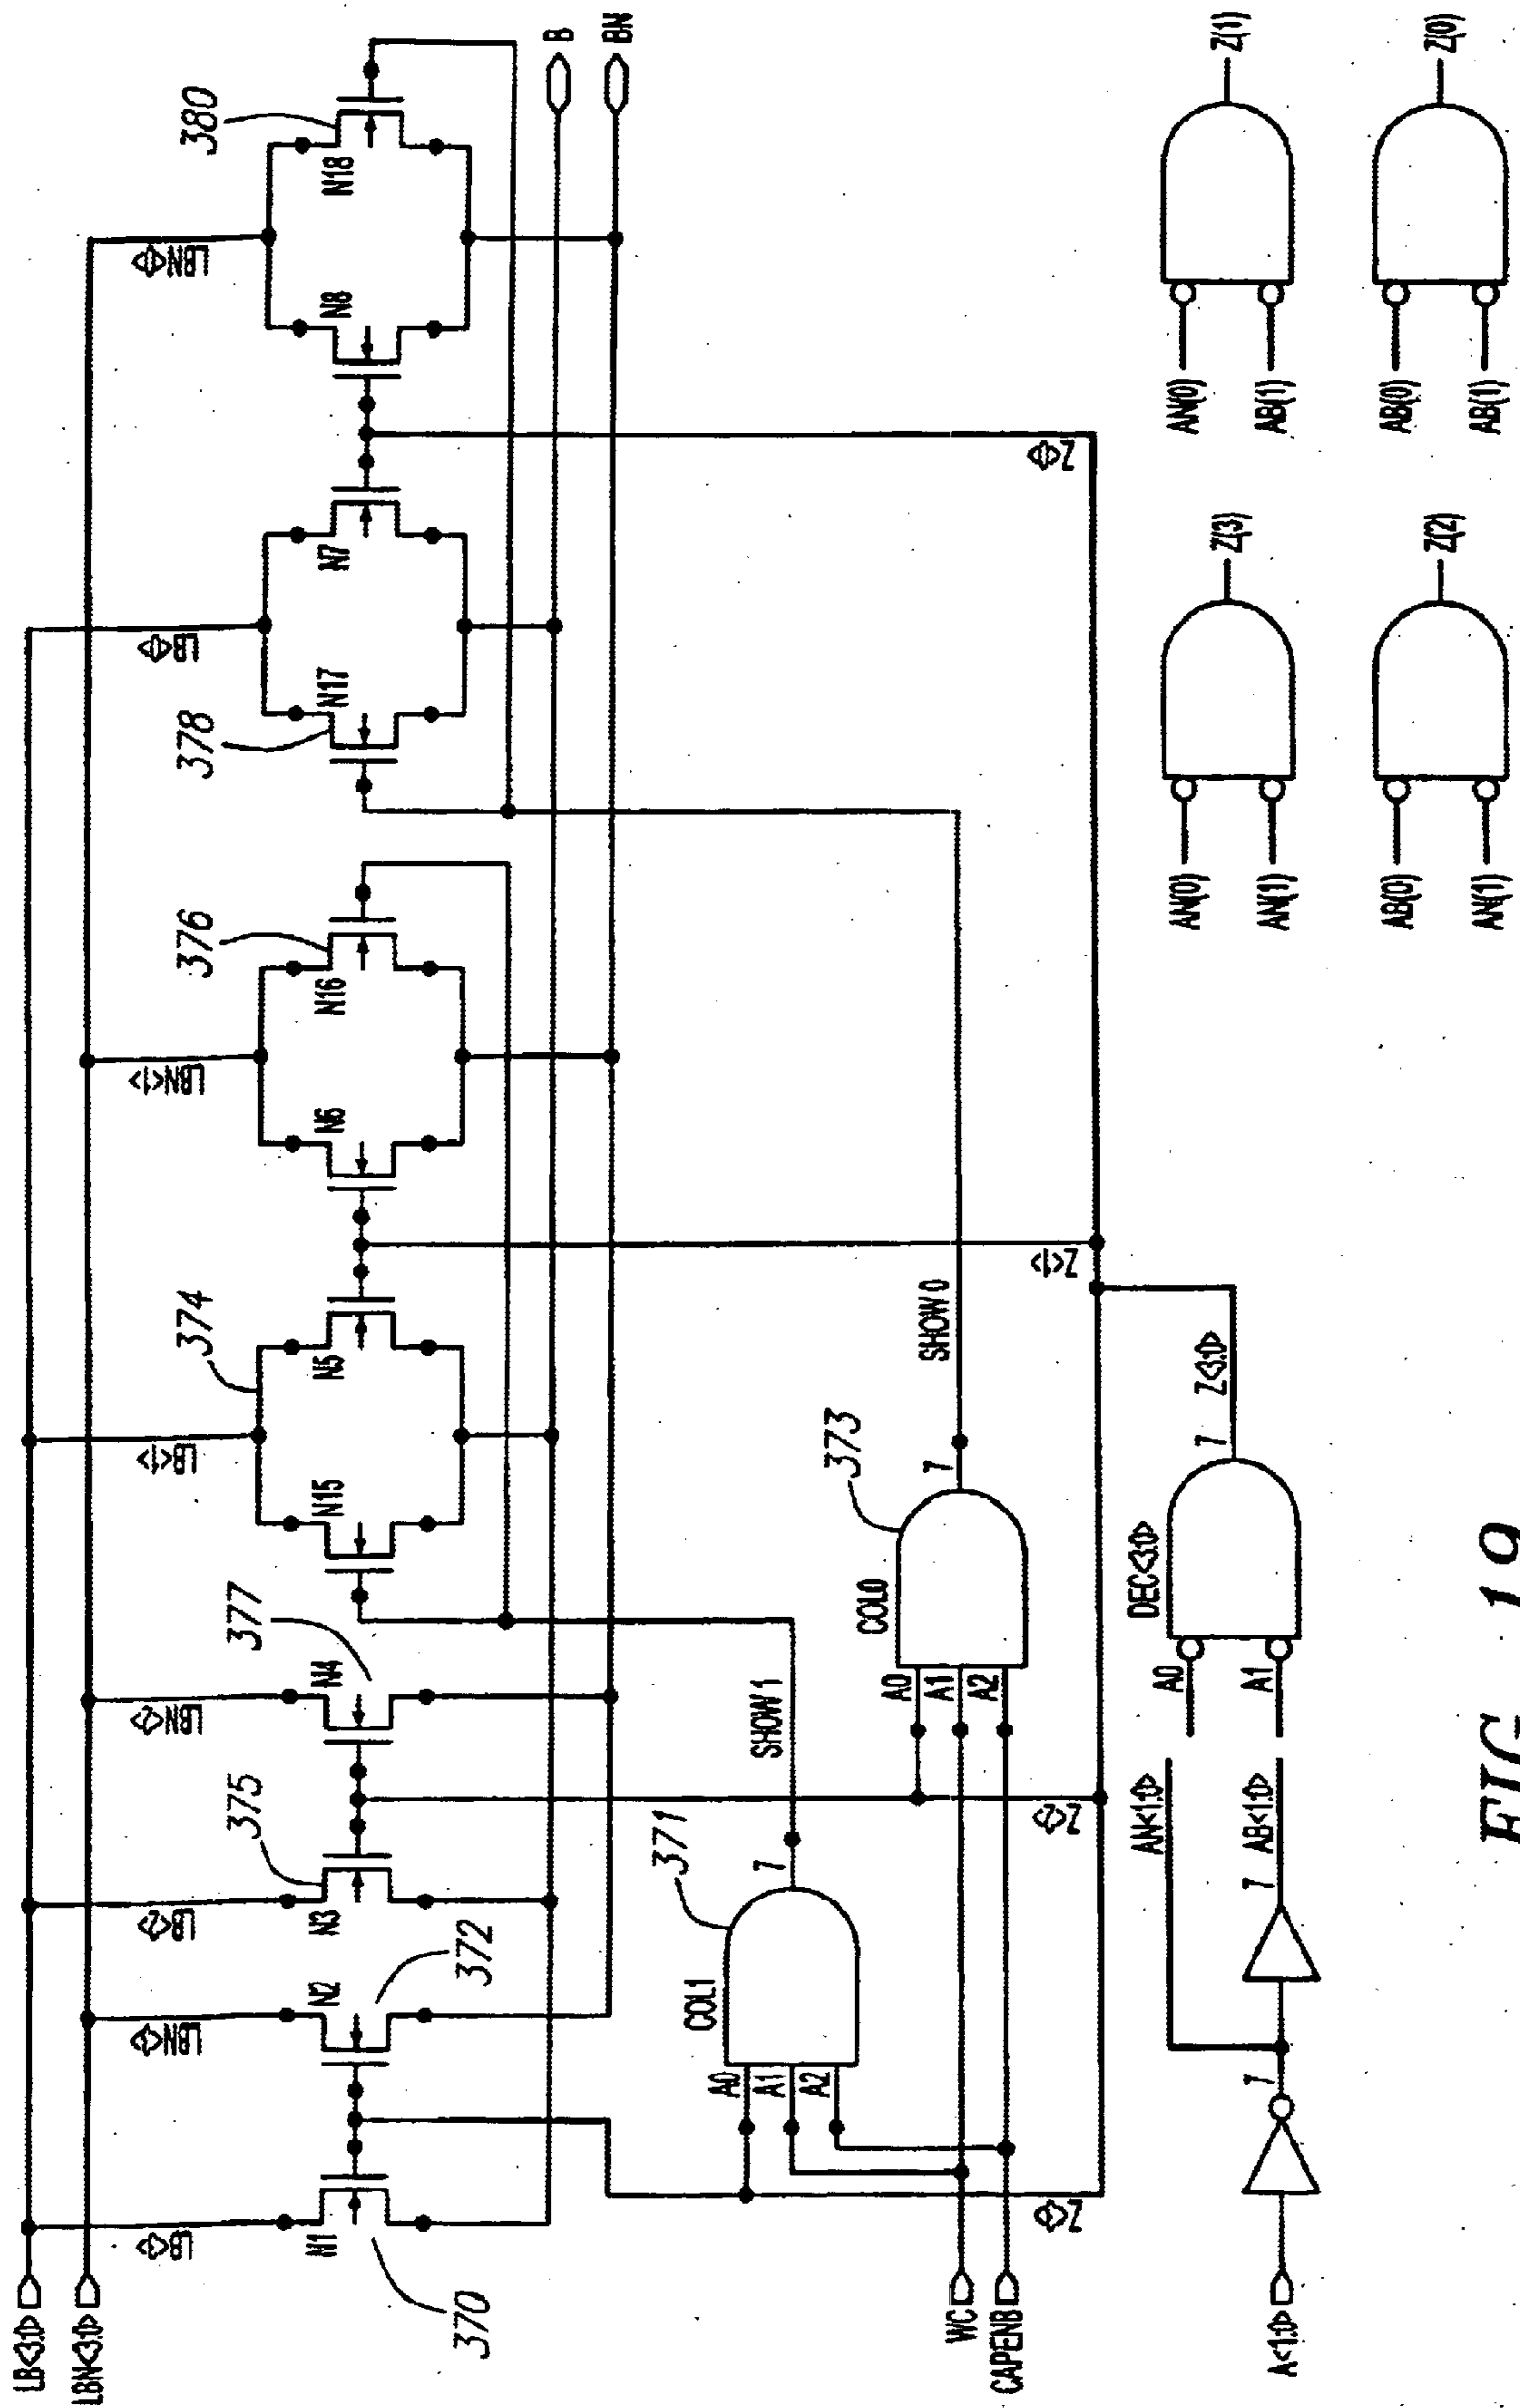 LB<3:0>
LBN<3:0>
LB<3>
LBN<3>
LB<2>
LBN<2>
LB<1>
LBN<1>
LB<0>
LBN<0>
N1
N2
N3
N4
N15
N5
N6
N16
N17
N7
N8
N18
370
372
375
377
374
376
378
380
B
BN
COL1
371
A0
A1
A2
7
SHOW 1
COL0
373
A0
A1
A2
7
SHOW 0
WC
CAPENB
Z<3>
Z<2>
Z<1>
Z<0>
A<1:0>
7
7
AN<1:0>
AB<1:0>
A0
A1
DEC<3:0>
7
Z<3:0>
AN(0)
AN(1)
Z(3)
AN(0)
AB(1)
Z(1)
AB(0)
AN(1)
Z(2)
AB(0)
AB(1)
Z(0)
FIG. 19